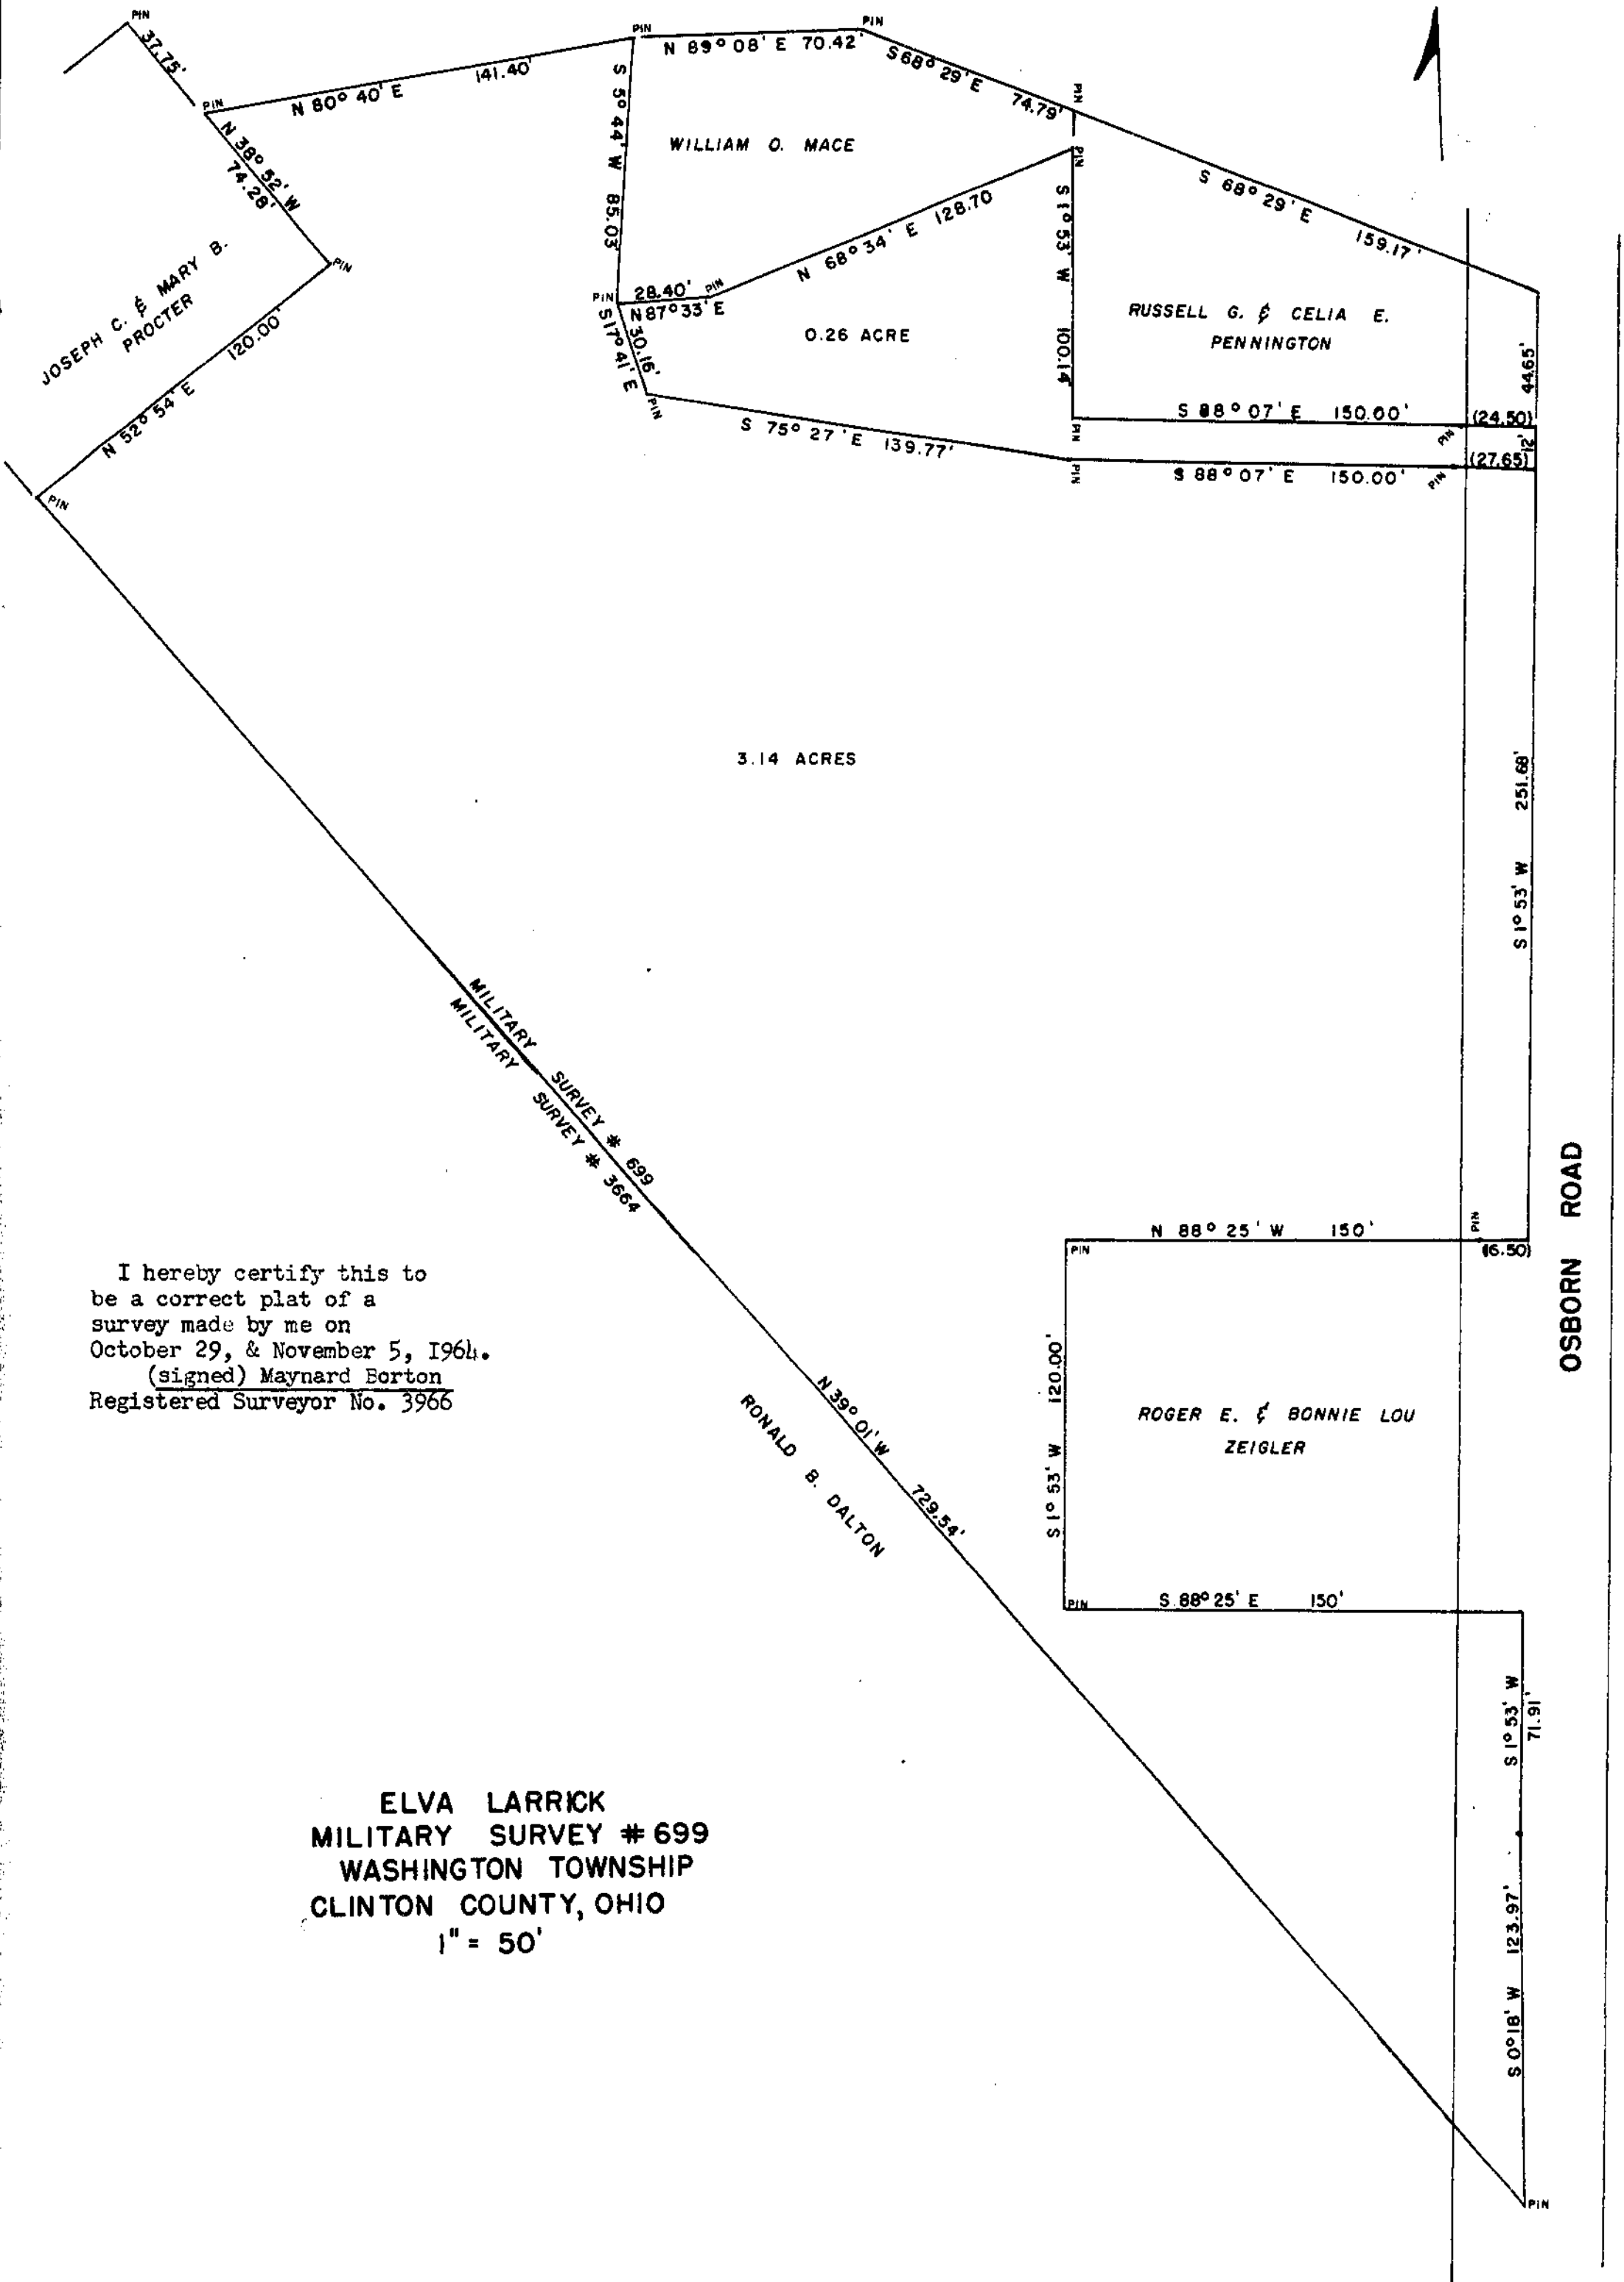 PIN
37.75'
PIN
N 80° 40' E 141.40'
PIN
N 89° 08' E 70.42'
PIN
S 68° 29' E 74.79'
PIN
S 68° 29' E 159.17'
N 38° 52' W
74.28'
PIN
S 5° 44' W 85.03'
WILLIAM O. MACE
PIN
N 68° 34' E 128.70
S 1° 53' W 100.14'
RUSSELL G. & CELIA E.
PENNINGTON
44.65'
JOSEPH C. & MARY B.
PROCTER
N 52° 54' E 120.00'
PIN
PIN
28.40'
PIN
N 87° 33' E
S 17° 41' E
30.16'
PIN
0.26 ACRE
S 75° 27' E 139.77'
PIN
S 88° 07' E 150.00'
PIN
(24.50)
12'
PIN
S 88° 07' E 150.00'
PIN
(27.65)
3.14 ACRES
S 1° 53' W 251.68'
MILITARY SURVEY # 699
MILITARY SURVEY # 3664
N 88° 25' W 150'
PIN
PIN
(6.50)
OSBORN ROAD
I hereby certify this to
be a correct plat of a
survey made by me on
October 29, & November 5, 1964.
(signed) Maynard Borton
Registered Surveyor No. 3966
N 39° 01' W 729.54'
RONALD B. DALTON
S 1° 53' W 120.00'
ROGER E. & BONNIE LOU
ZEIGLER
PIN
S 88° 25' E 150'
S 1° 53' W
71.91'
S 0° 18' W 123.97'
PIN
ELVA LARRICK
MILITARY SURVEY # 699
WASHINGTON TOWNSHIP
CLINTON COUNTY, OHIO
1" = 50'